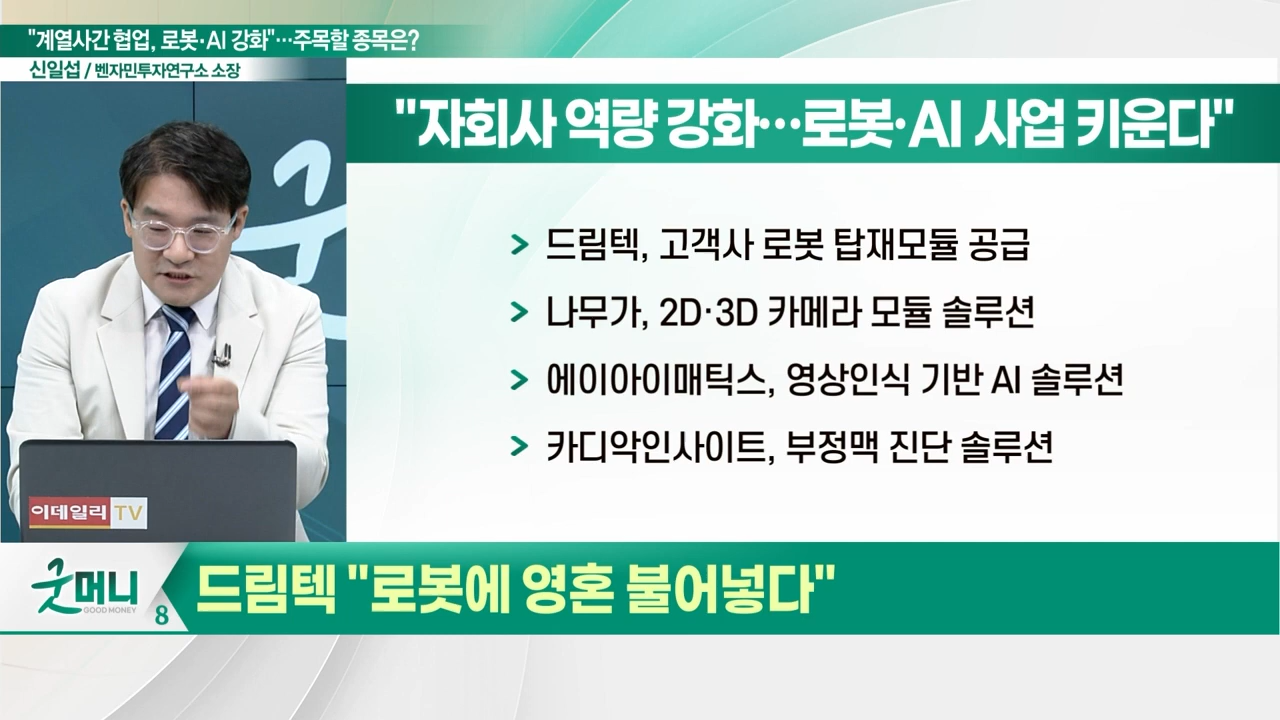 "계열사간 협업, 로봇·AI 강화"…주목할 종목은?
신일섭 / 벤자민투자연구소 소장
"자회사 역량 강화…로봇·AI 사업 키운다"
> 드림텍, 고객사 로봇 탑재모듈 공급
> 나무가, 2D·3D 카메라 모듈 솔루션
> 에이아이매틱스, 영상인식 기반 AI 솔루션
> 카디악인사이트, 부정맥 진단 솔루션
이데일리 TV
굿머니
GOOD MONEY
8
드림텍 "로봇에 영혼 불어넣다"